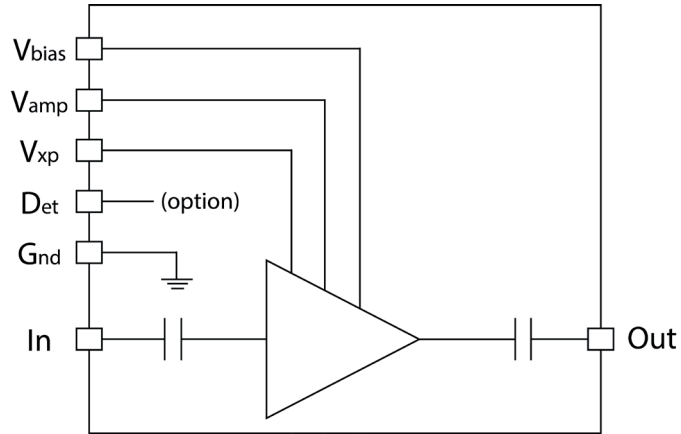 Vbias
Vamp
Vxp
Det (option)
Gnd
In Out